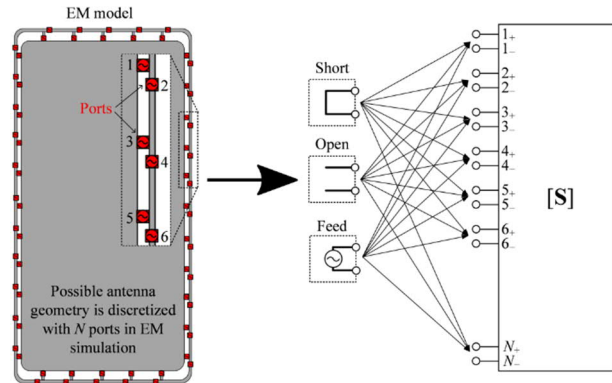 EM model
1
2
Ports
3
4
5
6
Possible antenna
geometry is discretized
with N ports in EM
simulation
Short
Open
Feed
1+
1−
2+
2−
3+
3−
4+
4−
5+
5−
6+
6−
N+
N−
[S]